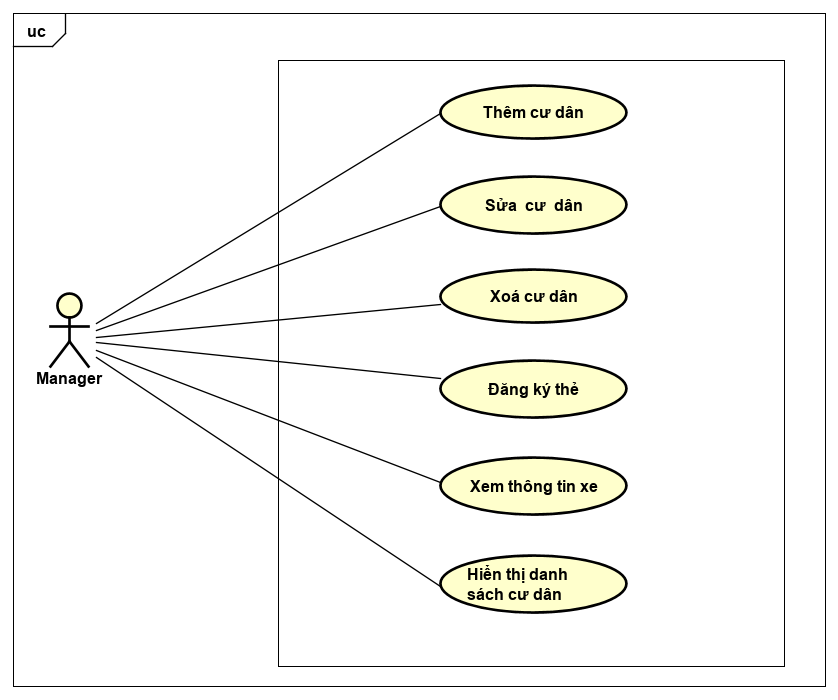 uc
Thêm cư dân
Sửa cư dân
Xoá cư dân
Manager
Đăng ký thẻ
Xem thông tin xe
Hiển thị danh
sách cư dân